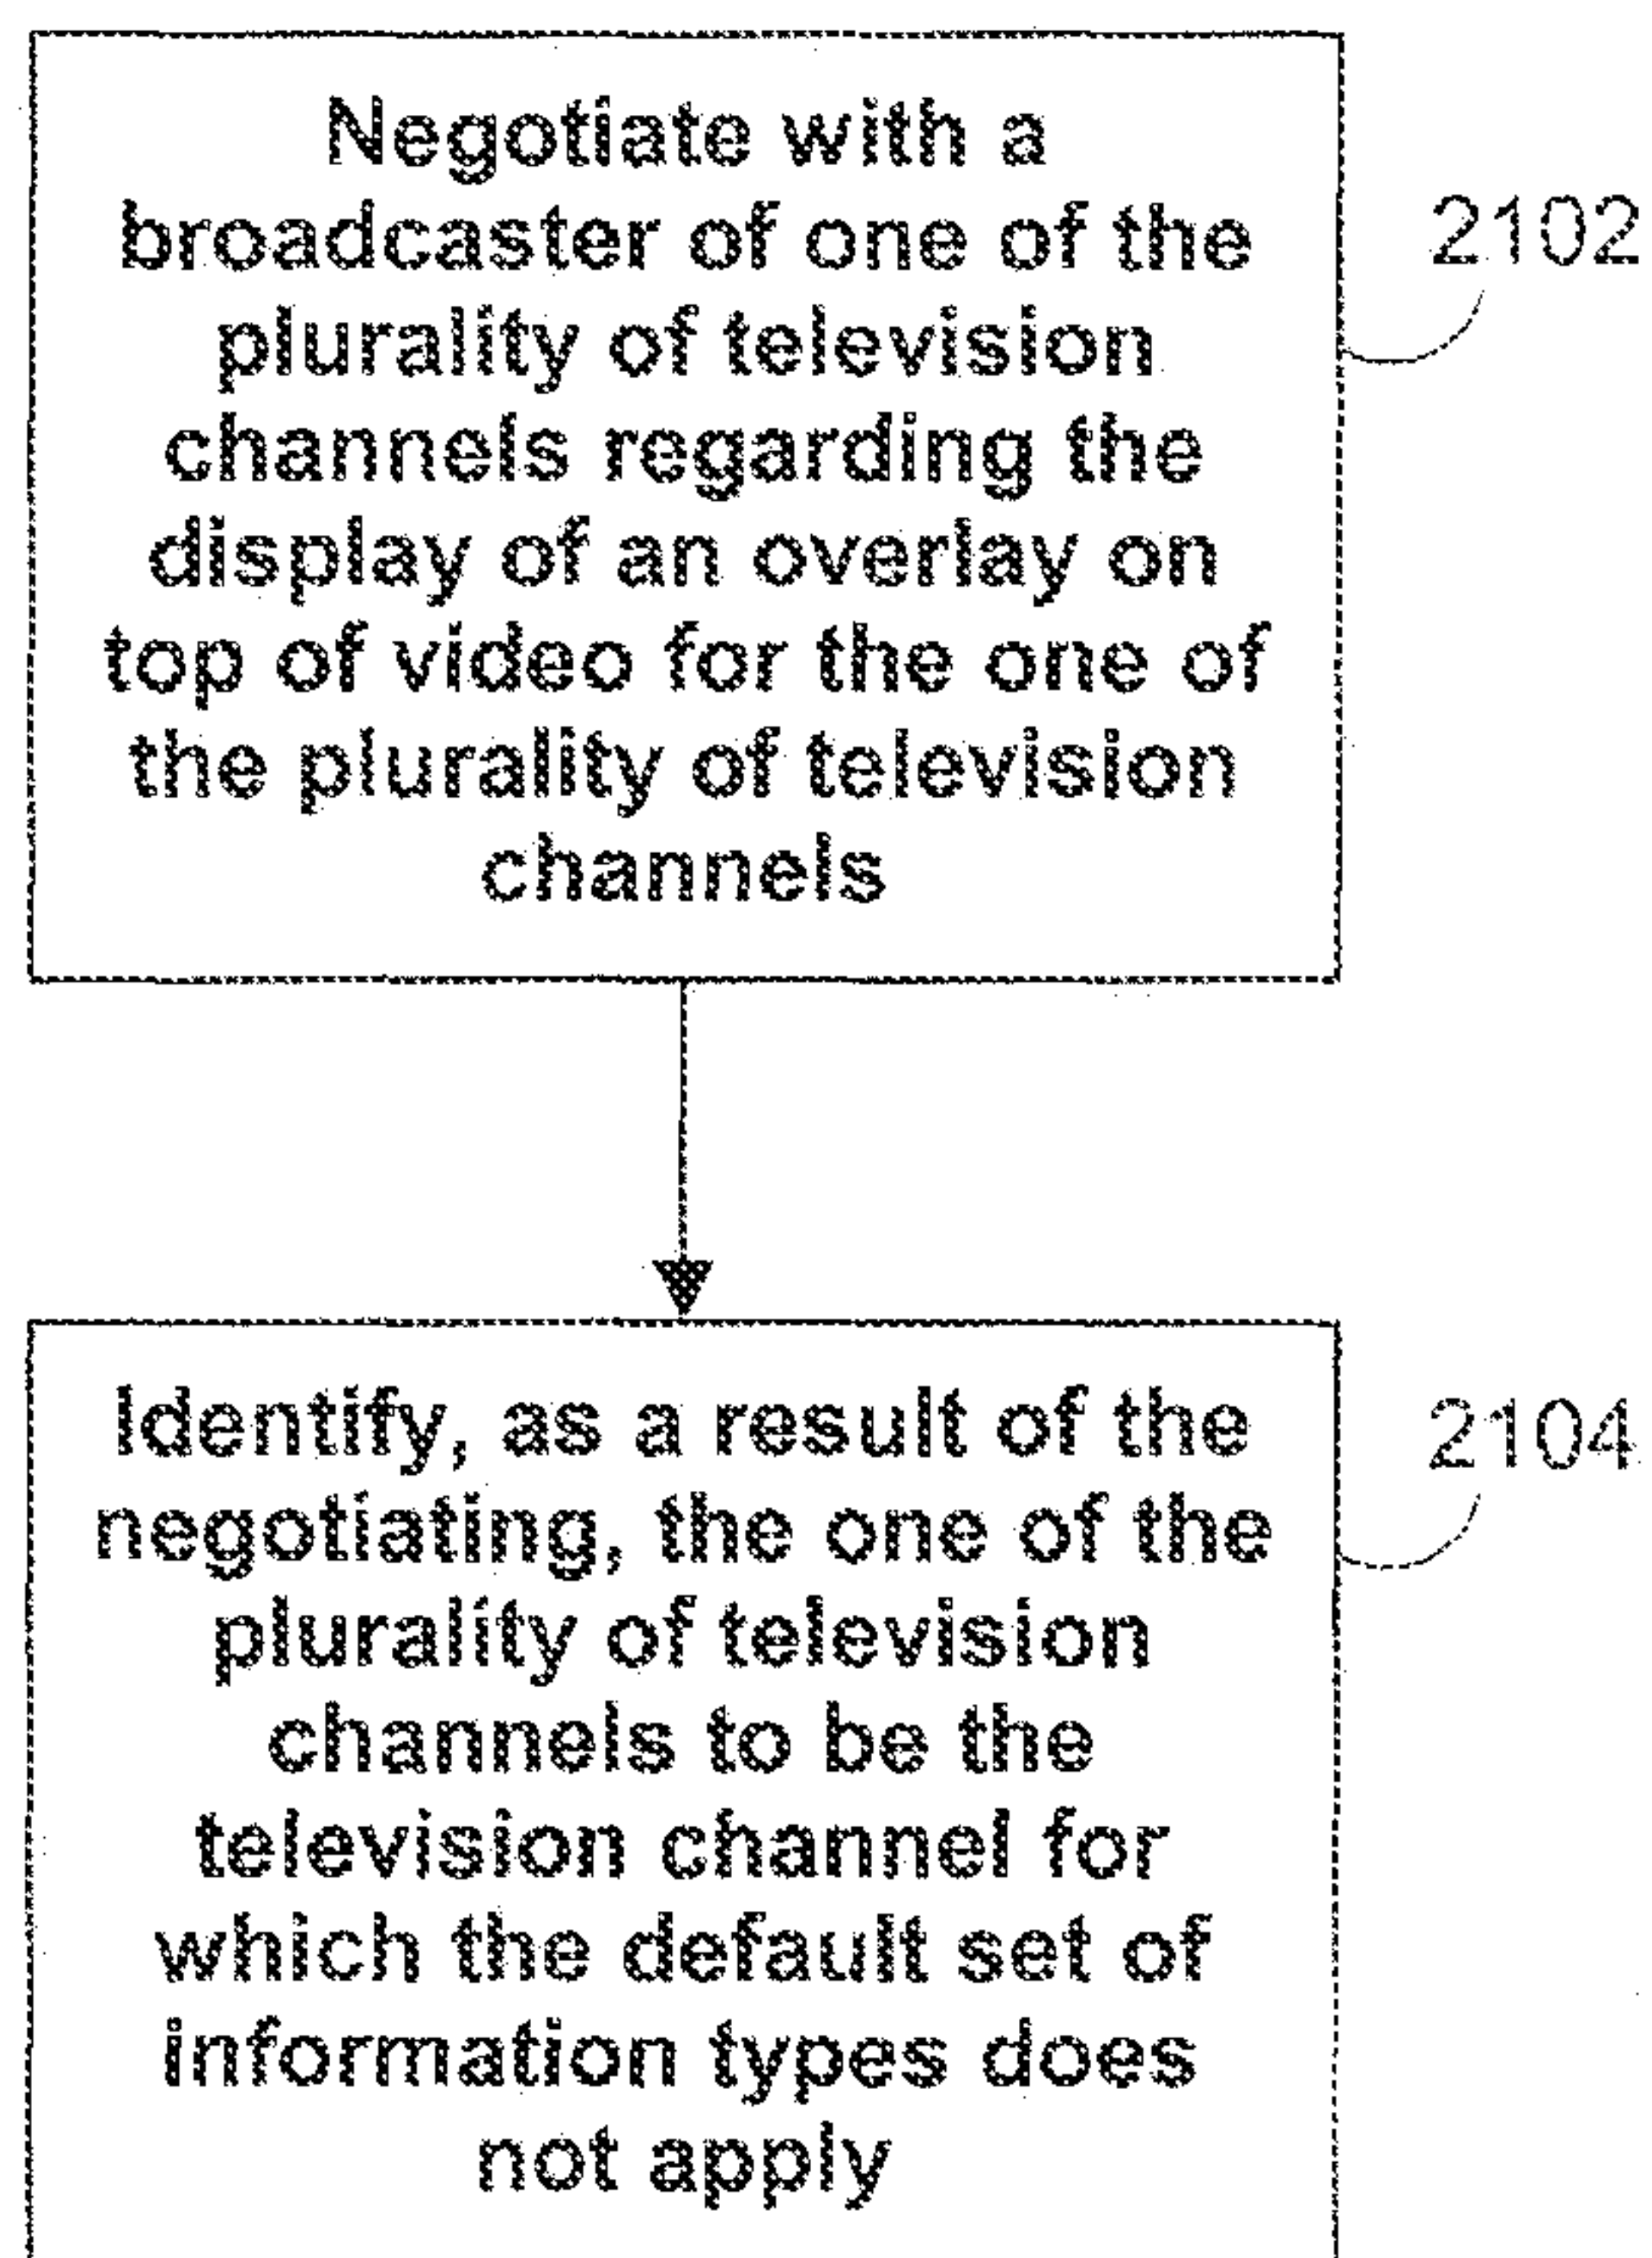 Negotiate with a
broadcaster of one of the
plurality of television
channels regarding the
display of an overlay on
top of video for the one of
the plurality of television
channels
2102
Identify, as a result of the
negotiating, the one of the
plurality of television
channels to be the
television channel for
which the default set of
information types does
not apply
2104